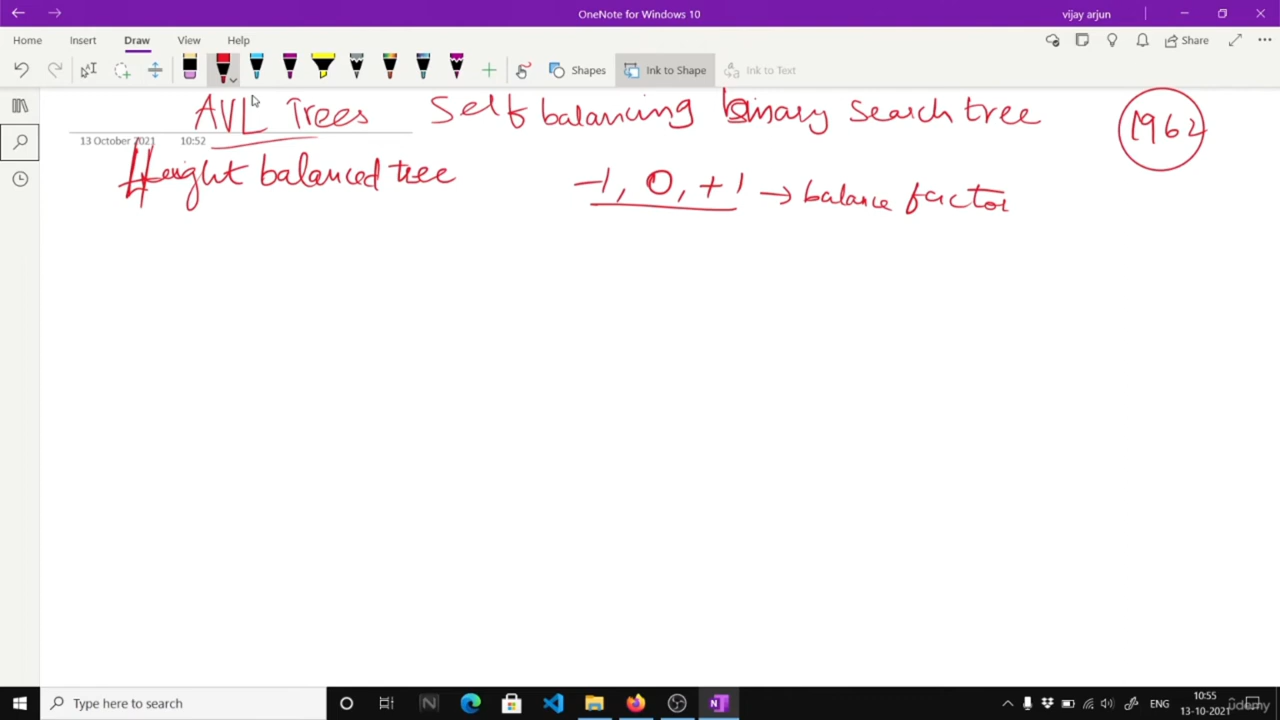 OneNote for Windows 10
vijay arjun
Home Insert Draw View Help
Share
Shapes Ink to Shape Ink to Text
AVL Trees Self balancing binary search tree 1962
13 October 2021 10:52
Height balanced tree -1, 0, +1 → balance factor
Type here to search
ENG
10:55
13-10-2021
ûdemy